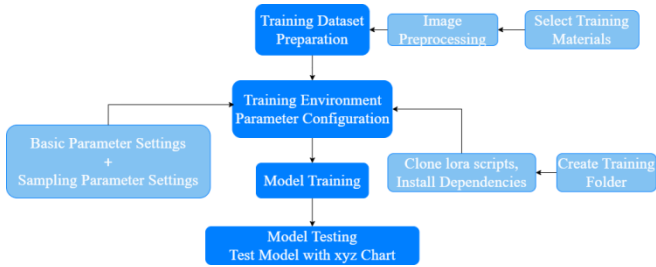 Training Dataset
Preparation
Image
Preprocessing
Select Training
Materials
Training Environment
Parameter Configuration
Basic Parameter Settings
+
Sampling Parameter Settings
Clone lora scripts,
Install Dependencies
Create Training
Folder
Model Training
Model Testing
Test Model with xyz Chart